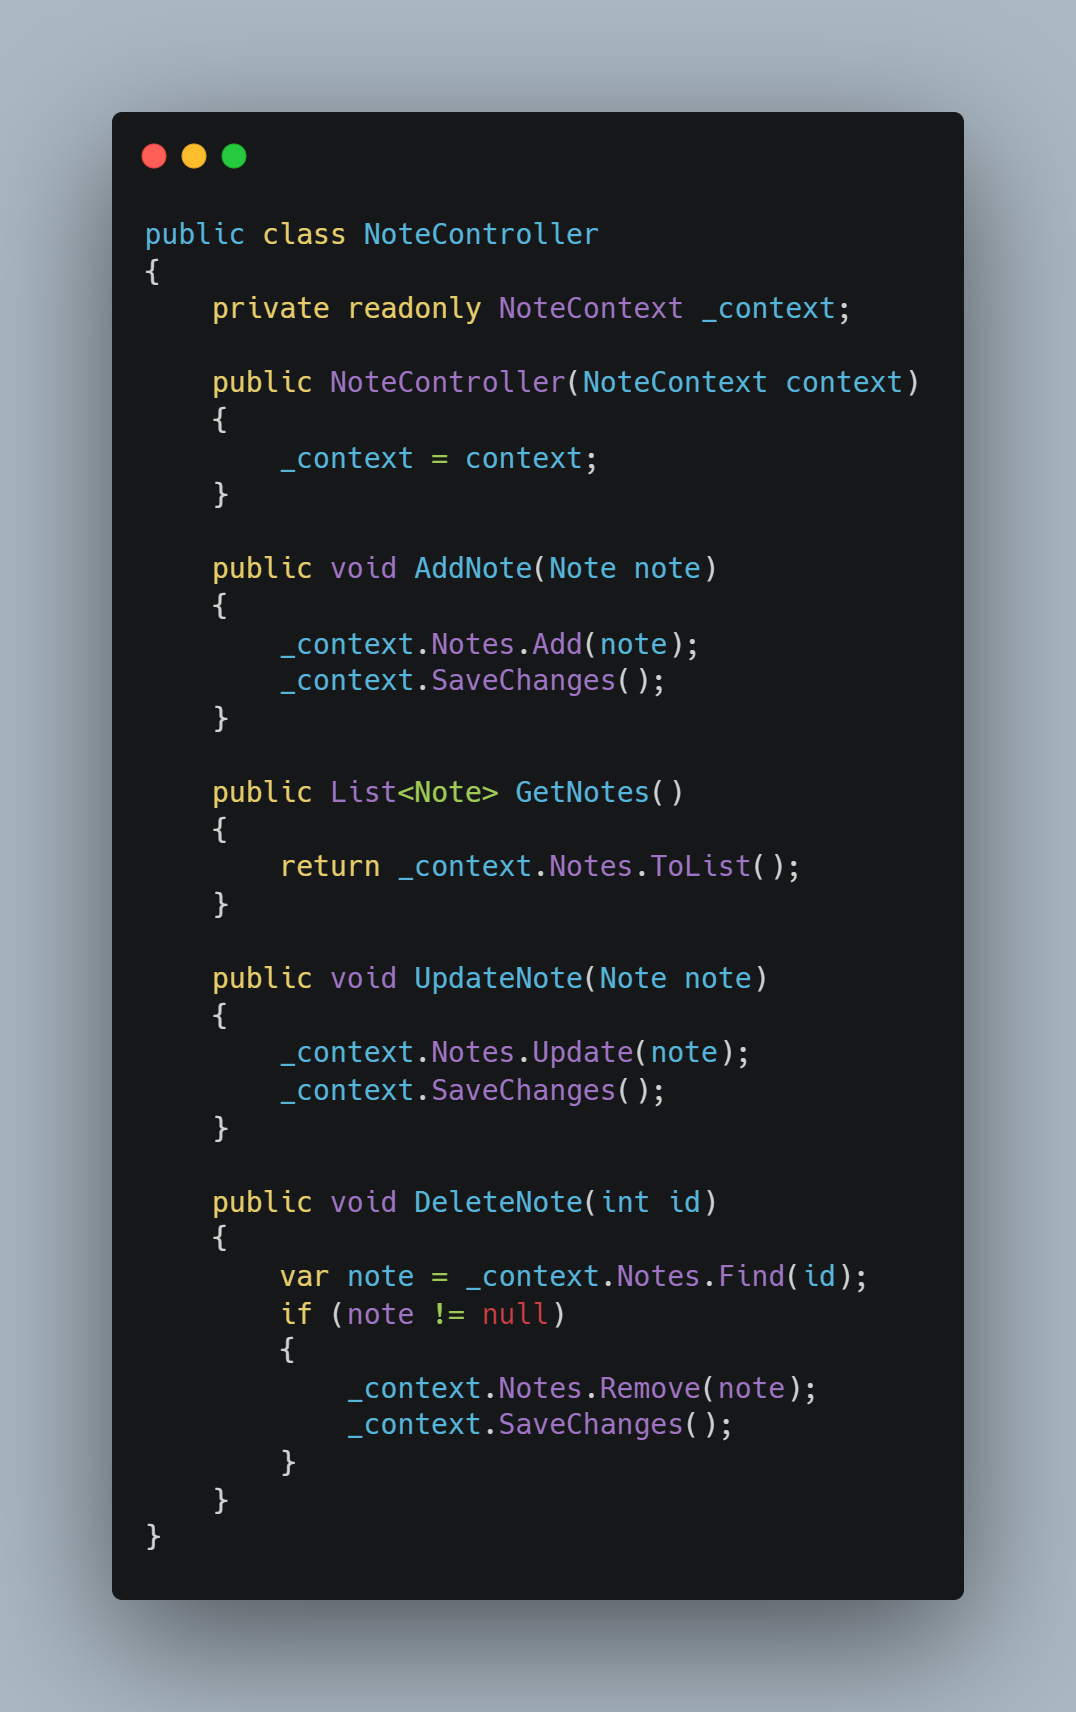 public class NoteController
{
    private readonly NoteContext _context;

    public NoteController(NoteContext context)
    {
        _context = context;
    }

    public void AddNote(Note note)
    {
        _context.Notes.Add(note);
        _context.SaveChanges();
    }

    public List<Note> GetNotes()
    {
        return _context.Notes.ToList();
    }

    public void UpdateNote(Note note)
    {
        _context.Notes.Update(note);
        _context.SaveChanges();
    }

    public void DeleteNote(int id)
    {
        var note = _context.Notes.Find(id);
        if (note != null)
        {
            _context.Notes.Remove(note);
            _context.SaveChanges();
        }
    }
}